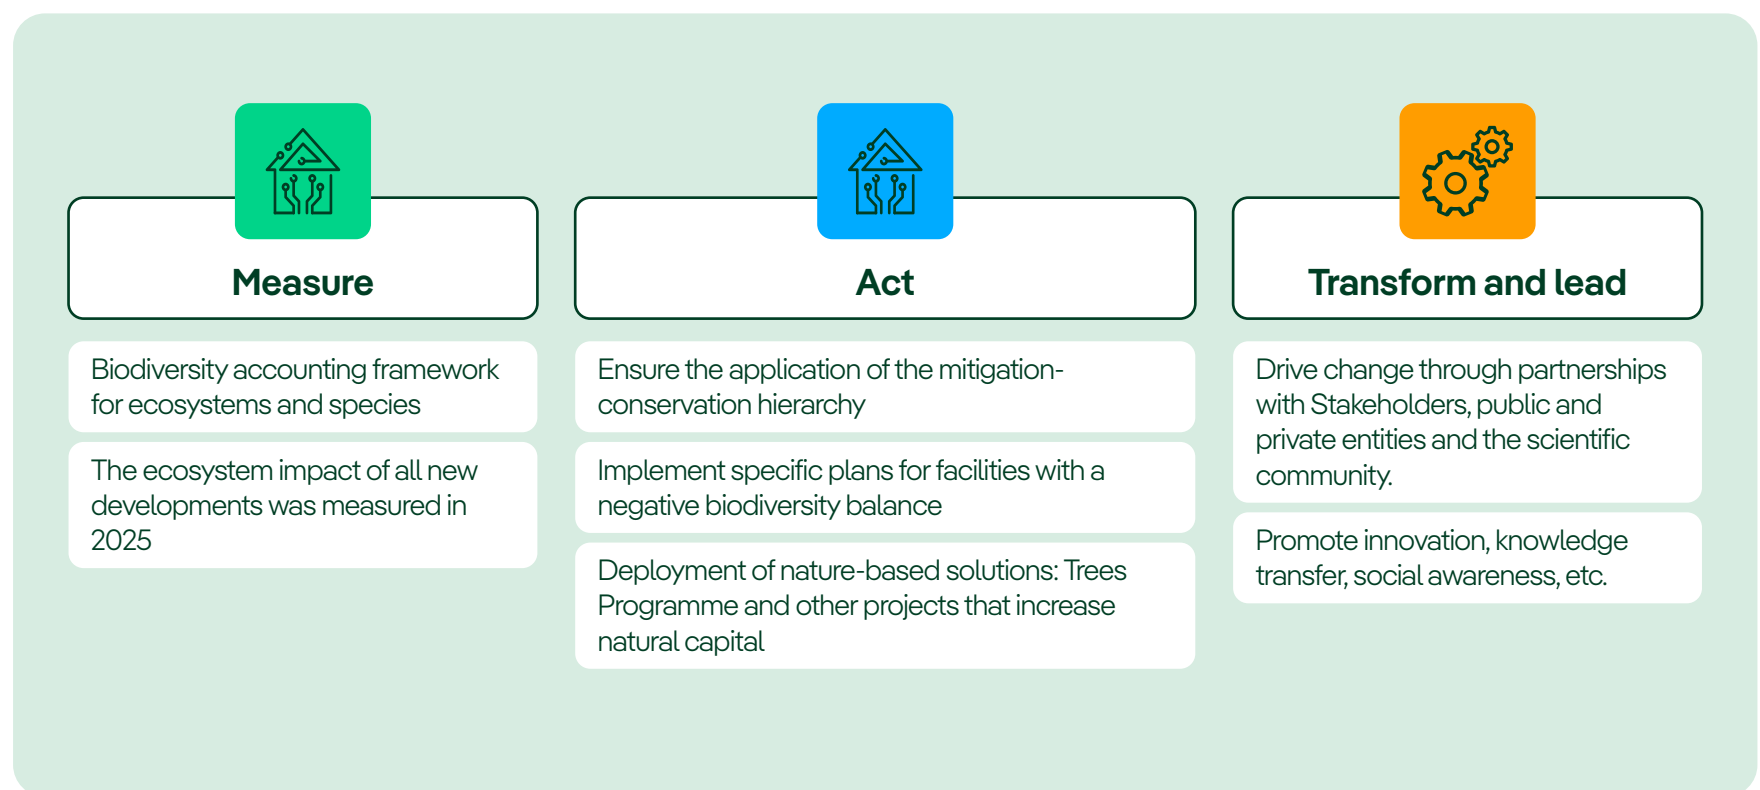 Measure
Biodiversity accounting framework
for ecosystems and species
The ecosystem impact of all new
developments was measured in
2025
Act
Ensure the application of the mitigation-
conservation hierarchy
Implement specific plans for facilities with a
negative biodiversity balance
Deployment of nature-based solutions: Trees
Programme and other projects that increase
natural capital
Transform and lead
Drive change through partnerships
with Stakeholders, public and
private entities and the scientific
community.
Promote innovation, knowledge
transfer, social awareness, etc.